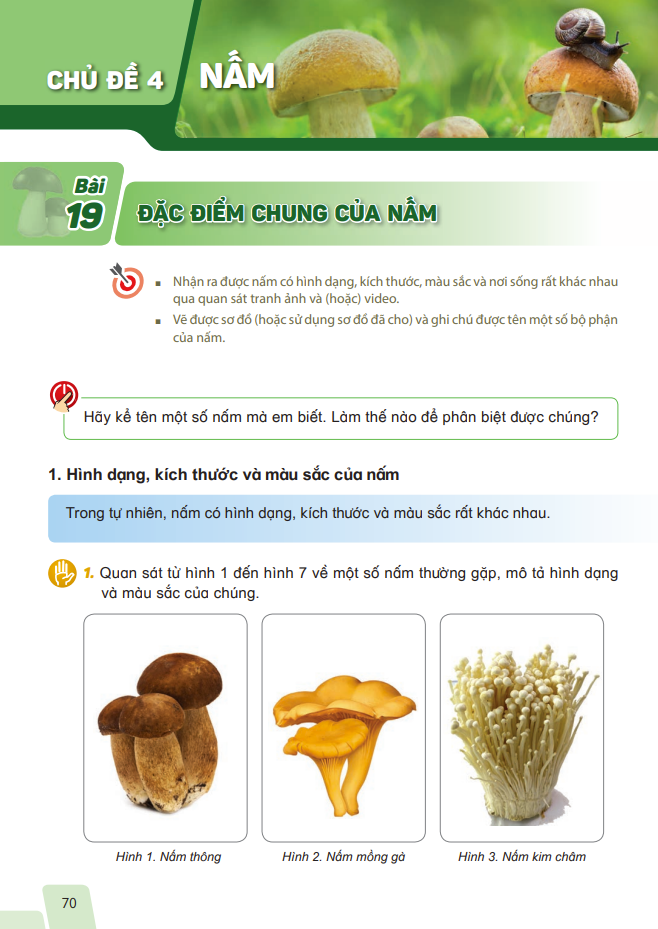 CHỦ ĐỀ 4
NẤM
Bài
19
ĐẶC ĐIỂM CHUNG CỦA NẤM
▪ Nhận ra được nấm có hình dạng, kích thước, màu sắc và nơi sống rất khác nhau
qua quan sát tranh ảnh và (hoặc) video.
▪ Vẽ được sơ đồ (hoặc sử dụng sơ đồ đã cho) và ghi chú được tên một số bộ phận
của nấm.
Hãy kể tên một số nấm mà em biết. Làm thế nào để phân biệt được chúng?
1. Hình dạng, kích thước và màu sắc của nấm
Trong tự nhiên, nấm có hình dạng, kích thước và màu sắc rất khác nhau.
1. Quan sát từ hình 1 đến hình 7 về một số nấm thường gặp, mô tả hình dạng
và màu sắc của chúng.
Hình 1. Nấm thông
Hình 2. Nấm mồng gà
Hình 3. Nấm kim châm
70